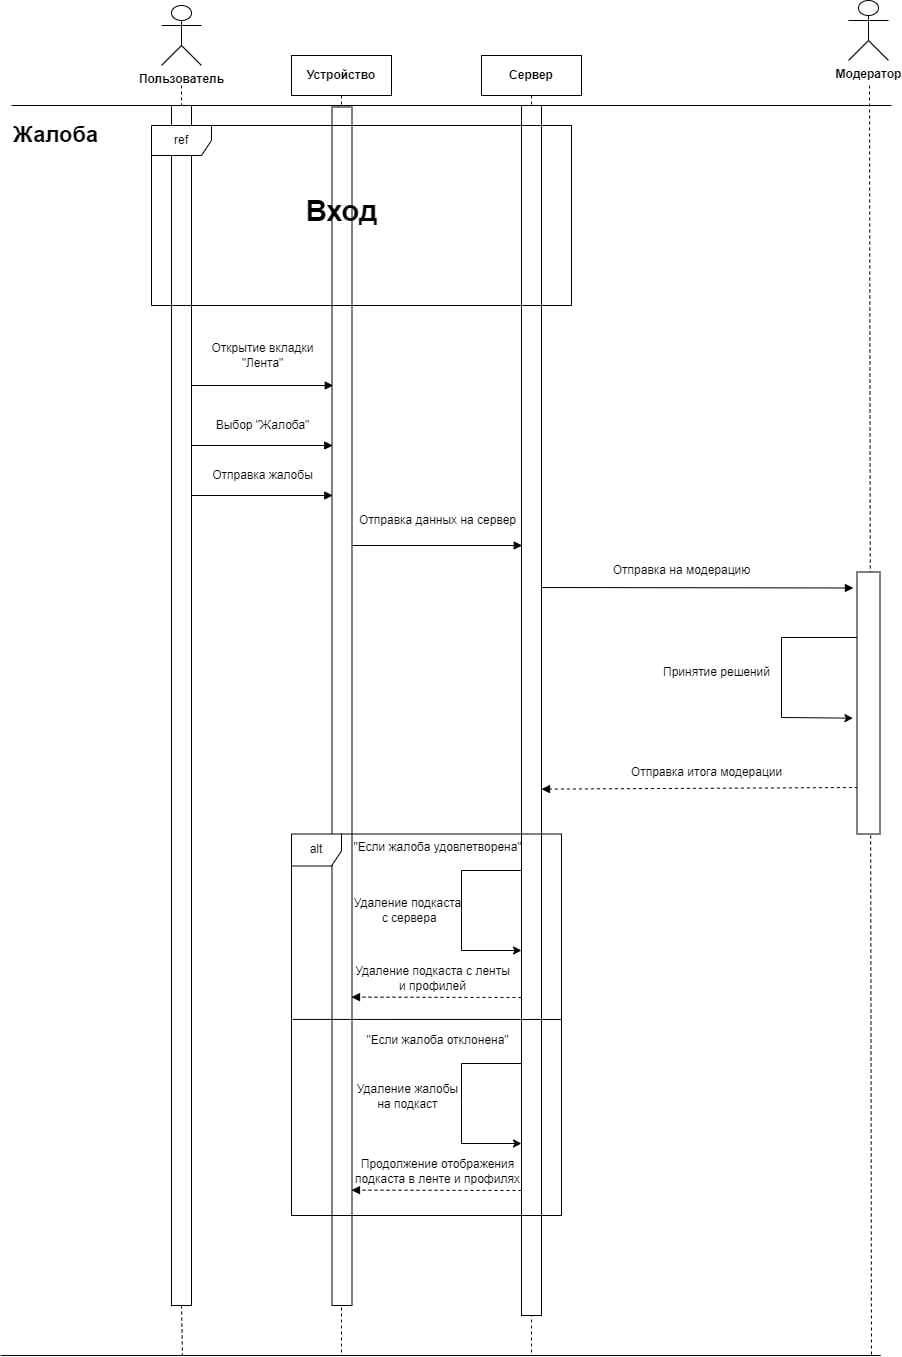 Пользователь
Устройство
Сервер
Модератор
Жалоба
ref
Вход
Открытие вкладки
"Лента"
Выбор "Жалоба"
Отправка жалобы
Отправка данных на сервер
Отправка на модерацию
Принятие решений
Отправка итога модерации
alt
"Если жалоба удовлетворена"
Удаление подкаста
с сервера
Удаление подкаста с ленты
и профилей
"Если жалоба отклонена"
Удаление жалобы
на подкаст
Продолжение отображения
подкаста в ленте и профилях